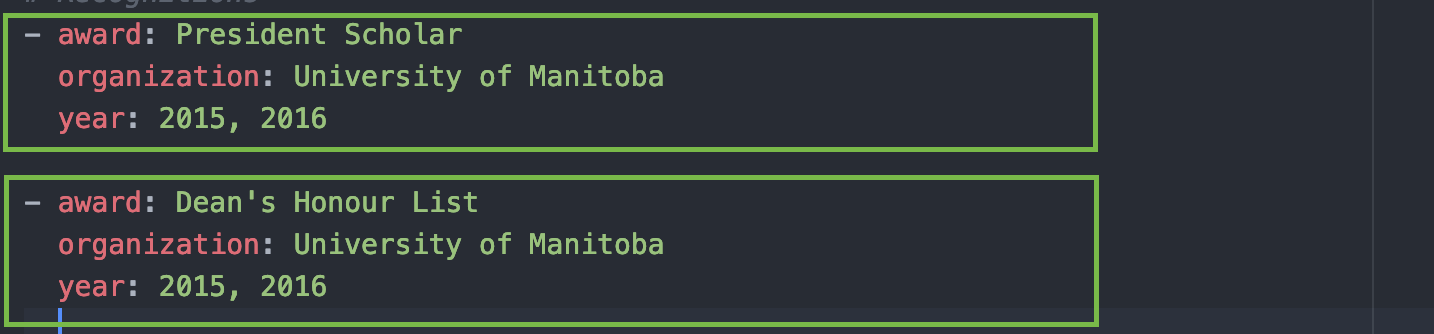 # Recognitions
- award: President Scholar
organization: University of Manitoba
year: 2015, 2016
- award: Dean's Honour List
organization: University of Manitoba
year: 2015, 2016